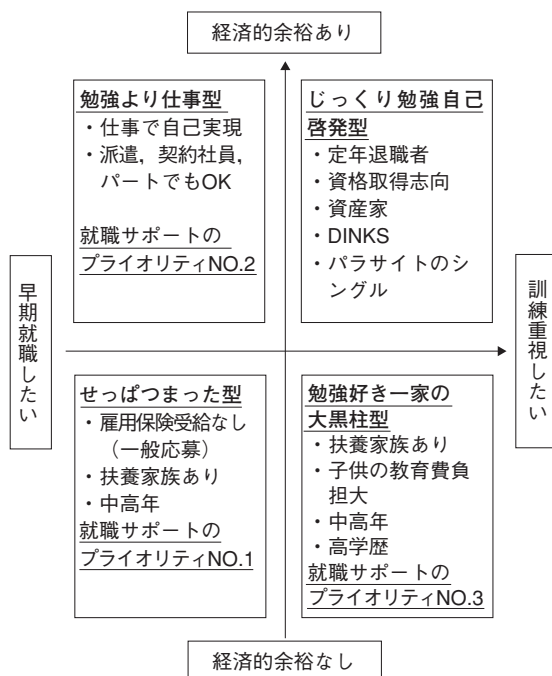 経済的余裕あり
勉強より仕事型
・仕事で自己実現
・派遣，契約社員，
パートでもOK
就職サポートの
プライオリティNO.2
じっくり勉強自己
啓発型
・定年退職者
・資格取得志向
・資産家
・DINKS
・パラサイトのシ
ングル
早期就職したい
訓練重視したい
せっぱつまった型
・雇用保険受給なし
（一般応募）
・扶養家族あり
・中高年
就職サポートの
プライオリティNO.1
勉強好き一家の
大黒柱型
・扶養家族あり
・子供の教育費負
担大
・中高年
・高学歴
就職サポートの
プライオリティNO.3
経済的余裕なし